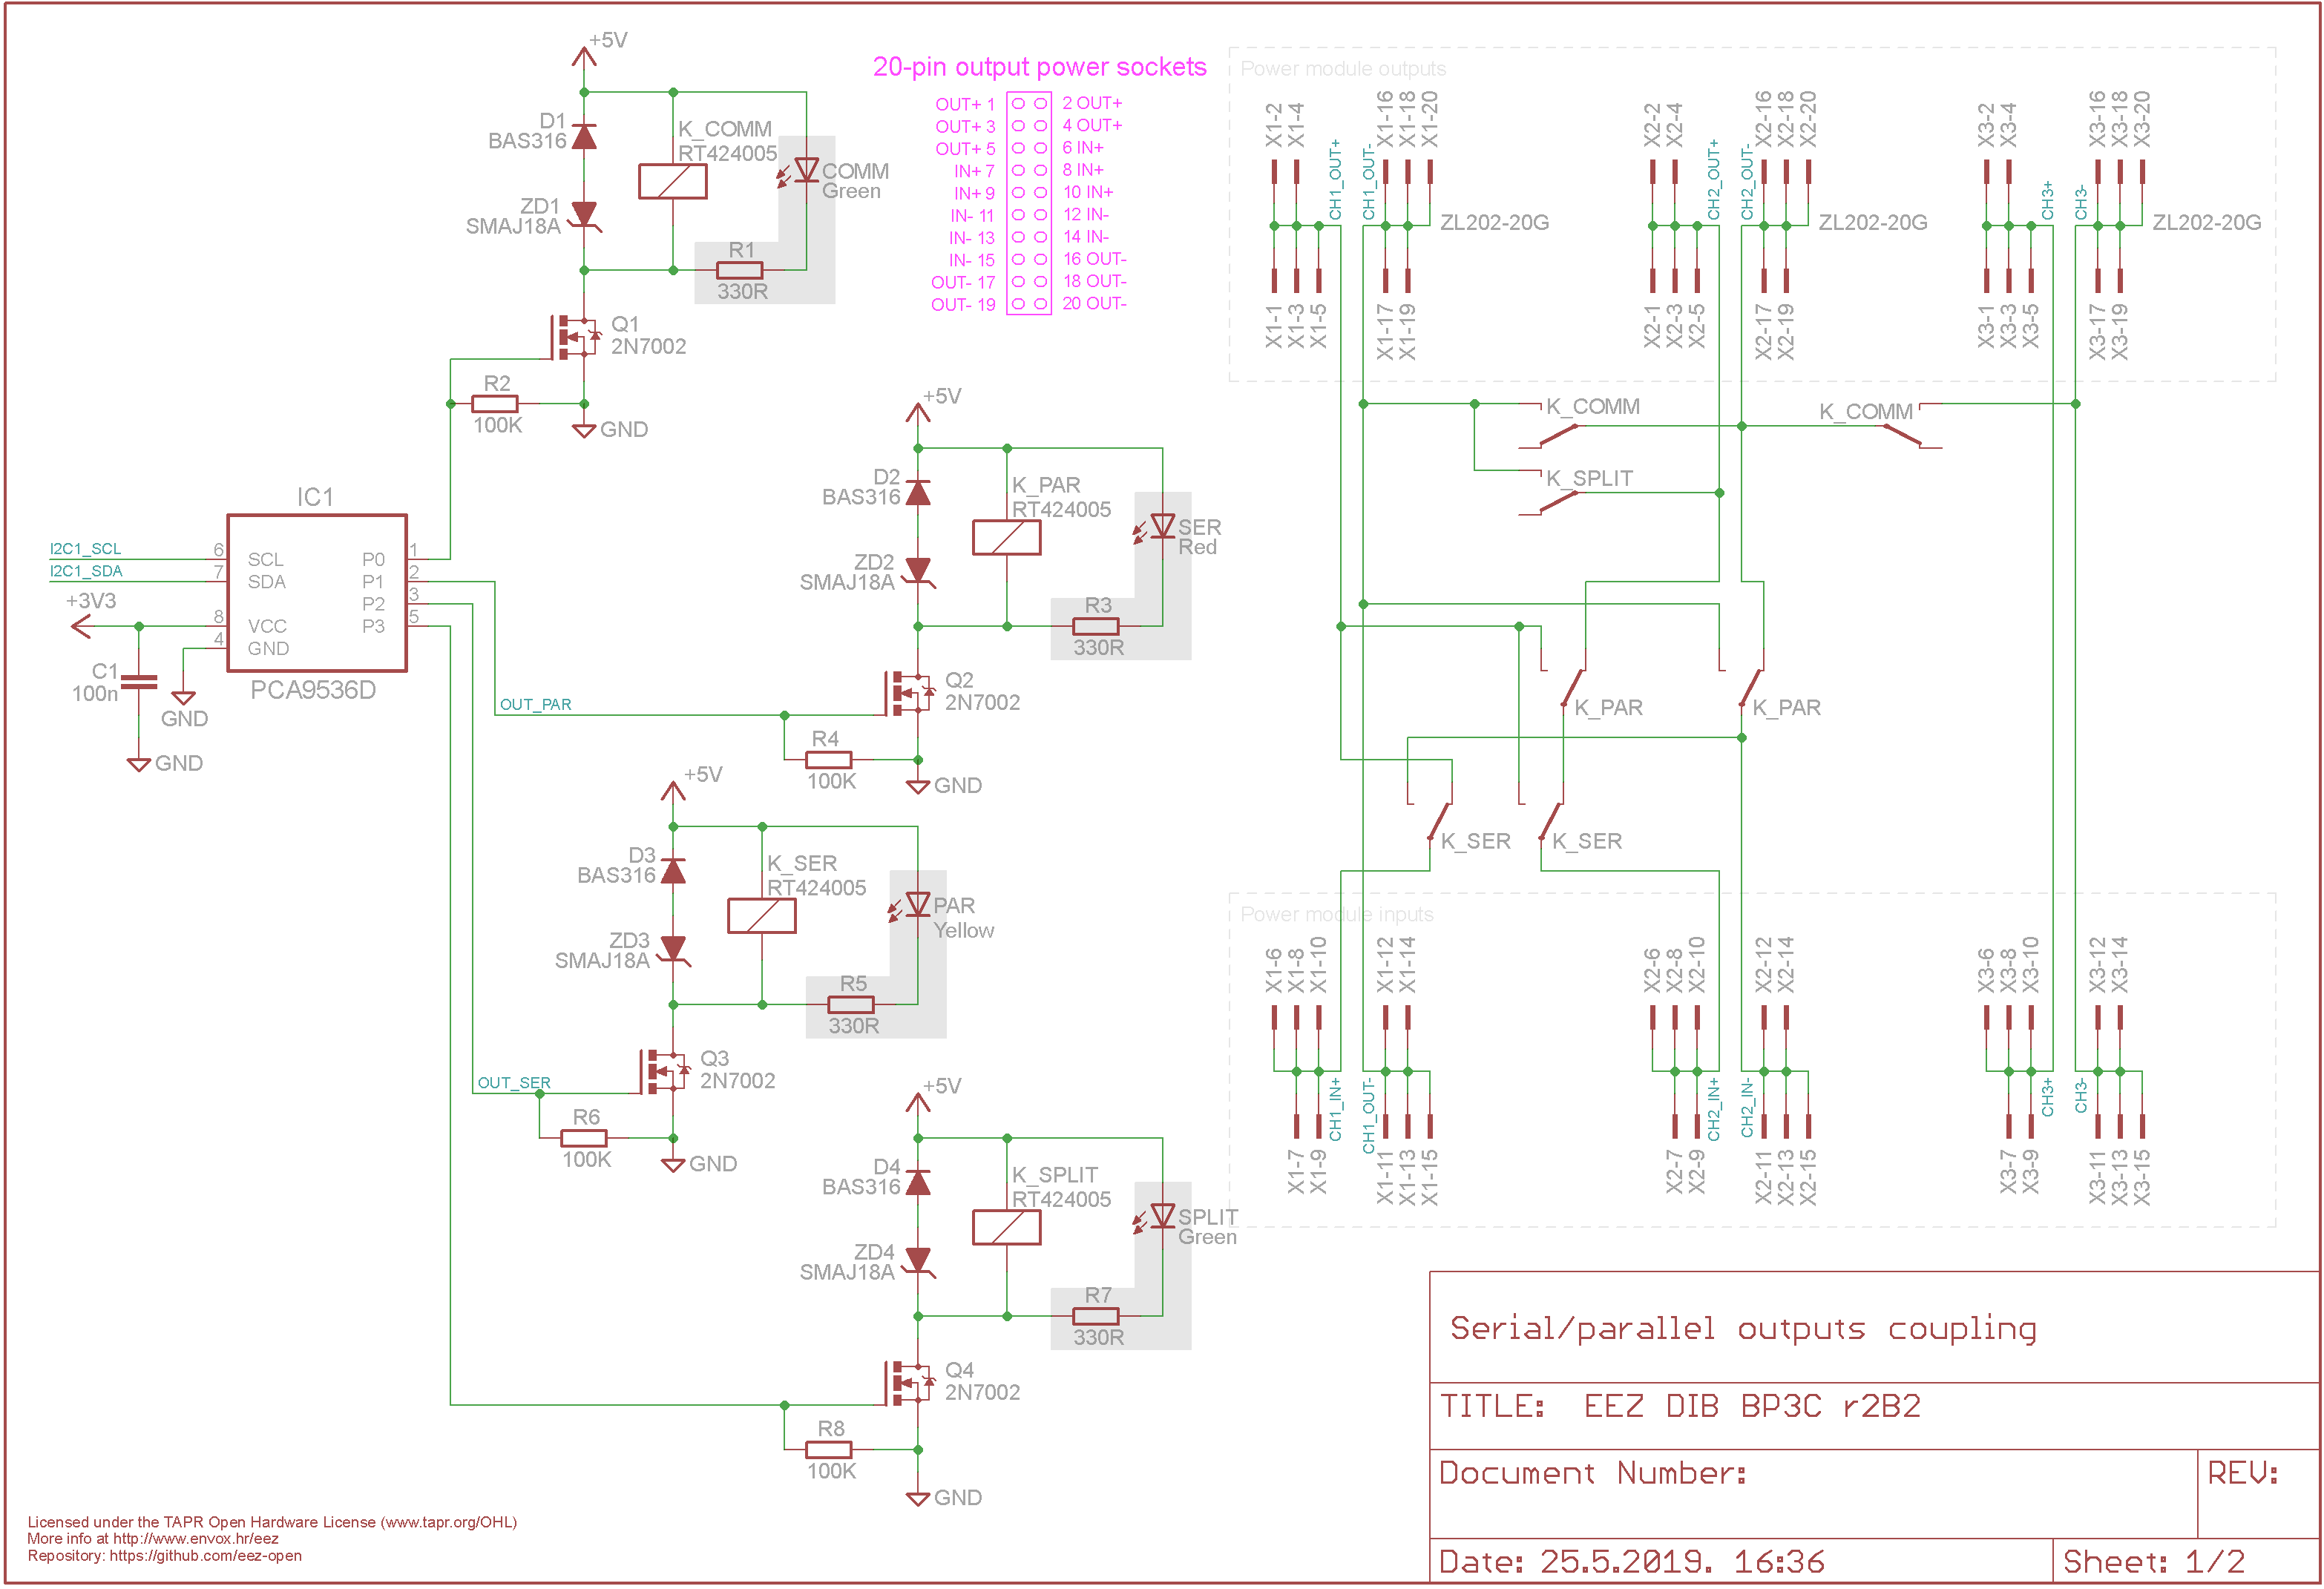 +5V
D1
BAS316
K_COMM
RT424005
COMM
Green
ZD1
SMAJ18A
R1
330R
Q1
2N7002
R2
100K
GND
20-pin output power sockets
OUT+ 1 2 OUT+
OUT+ 3 4 OUT+
OUT+ 5 6 IN+
IN+ 7 8 IN+
IN+ 9 10 IN+
IN- 11 12 IN-
IN- 13 14 IN-
IN- 15 16 OUT-
OUT- 17 18 OUT-
OUT- 19 20 OUT-
IC1
I2C1_SCL
I2C1_SDA
+3V3
6 SCL P0 1
7 SDA P1 2
P2 3
8 VCC P3 5
4 GND
PCA9536D
C1
100n
GND
GND
+5V
D2
BAS316
K_PAR
RT424005
SER
Red
ZD2
SMAJ18A
R3
330R
Q2
2N7002
OUT_PAR
R4
100K
GND
+5V
D3
BAS316
K_SER
RT424005
PAR
Yellow
ZD3
SMAJ18A
R5
330R
Q3
2N7002
OUT_SER
R6
100K
GND
+5V
D4
BAS316
K_SPLIT
RT424005
SPLIT
Green
ZD4
SMAJ18A
R7
330R
Q4
2N7002
R8
100K
GND
Power module outputs
X1-2
X1-4
CH1_OUT+
CH1_OUT-
X1-16
X1-18
X1-20
ZL202-20G
X1-1
X1-3
X1-5
X1-17
X1-19
X2-2
X2-4
CH2_OUT+
CH2_OUT-
X2-16
X2-18
X2-20
ZL202-20G
X2-1
X2-3
X2-5
X2-17
X2-19
X3-2
X3-4
CH3+
CH3-
X3-16
X3-18
X3-20
ZL202-20G
X3-1
X3-3
X3-5
X3-17
X3-19
K_COMM
K_COMM
K_SPLIT
K_PAR
K_PAR
K_SER
K_SER
Power module inputs
X1-6
X1-8
X1-10
X1-12
X1-14
CH1_IN+
CH1_OUT-
X1-7
X1-9
X1-11
X1-13
X1-15
X2-6
X2-8
X2-10
X2-12
X2-14
CH2_IN+
CH2_IN-
X2-7
X2-9
X2-11
X2-13
X2-15
X3-6
X3-8
X3-10
X3-12
X3-14
CH3+
CH3-
X3-7
X3-9
X3-11
X3-13
X3-15
Serial/parallel outputs coupling
TITLE: EEZ DIB BP3C r2B2
Document Number:
REV:
Date: 25.5.2019. 16:36
Sheet: 1/2
Licensed under the TAPR Open Hardware License (www.tapr.org/OHL)
More info at http://www.envox.hr/eez
Repository: https://github.com/eez-open